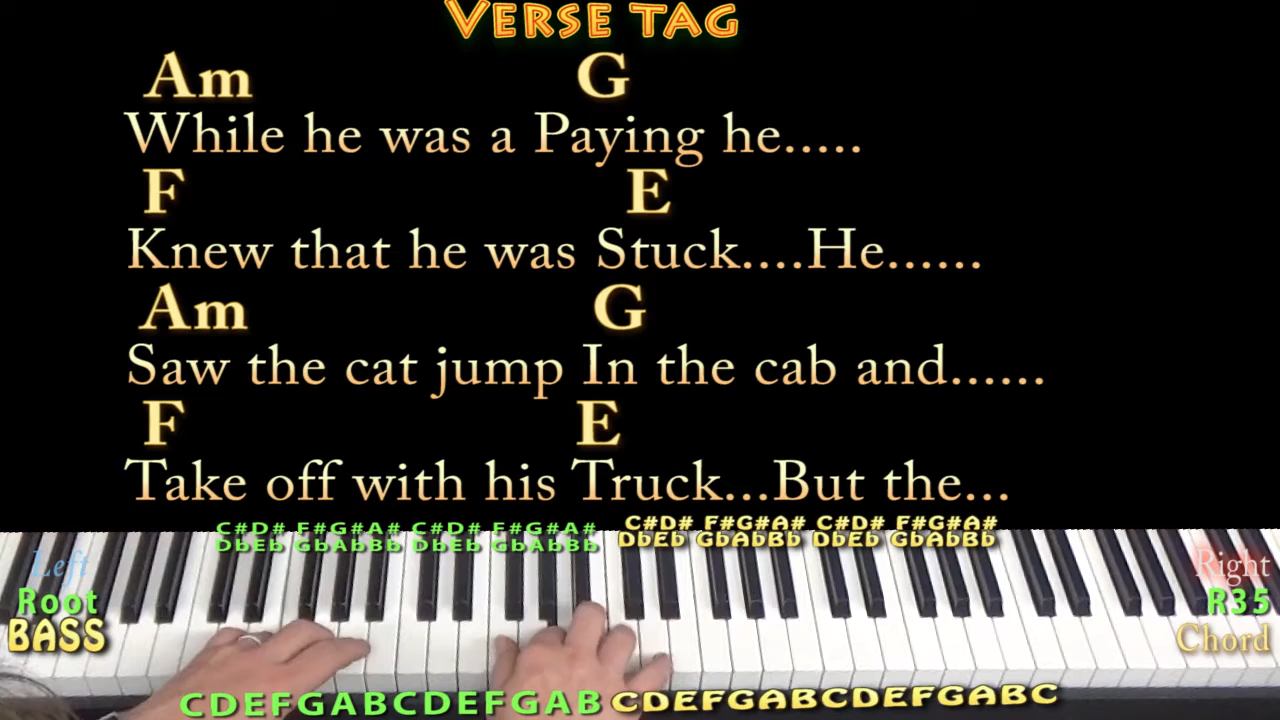 VERSE TAG
Am G
While he was a Paying he.....
F E
Knew that he was Stuck....He......
Am G
Saw the cat jump In the cab and......
F E
Take off with his Truck...But the...
C#D# F#G#A# C#D# F#G#A# C#D# F#G#A# C#D# F#G#A#
DbEb GbAbBb DbEb GbAbBb DbEb GbAbBb DbEb GbAbBb
Left Right
Root R35
BASS Chord
CDEFGABCDEFGAB CDEFGABCDEFGABC